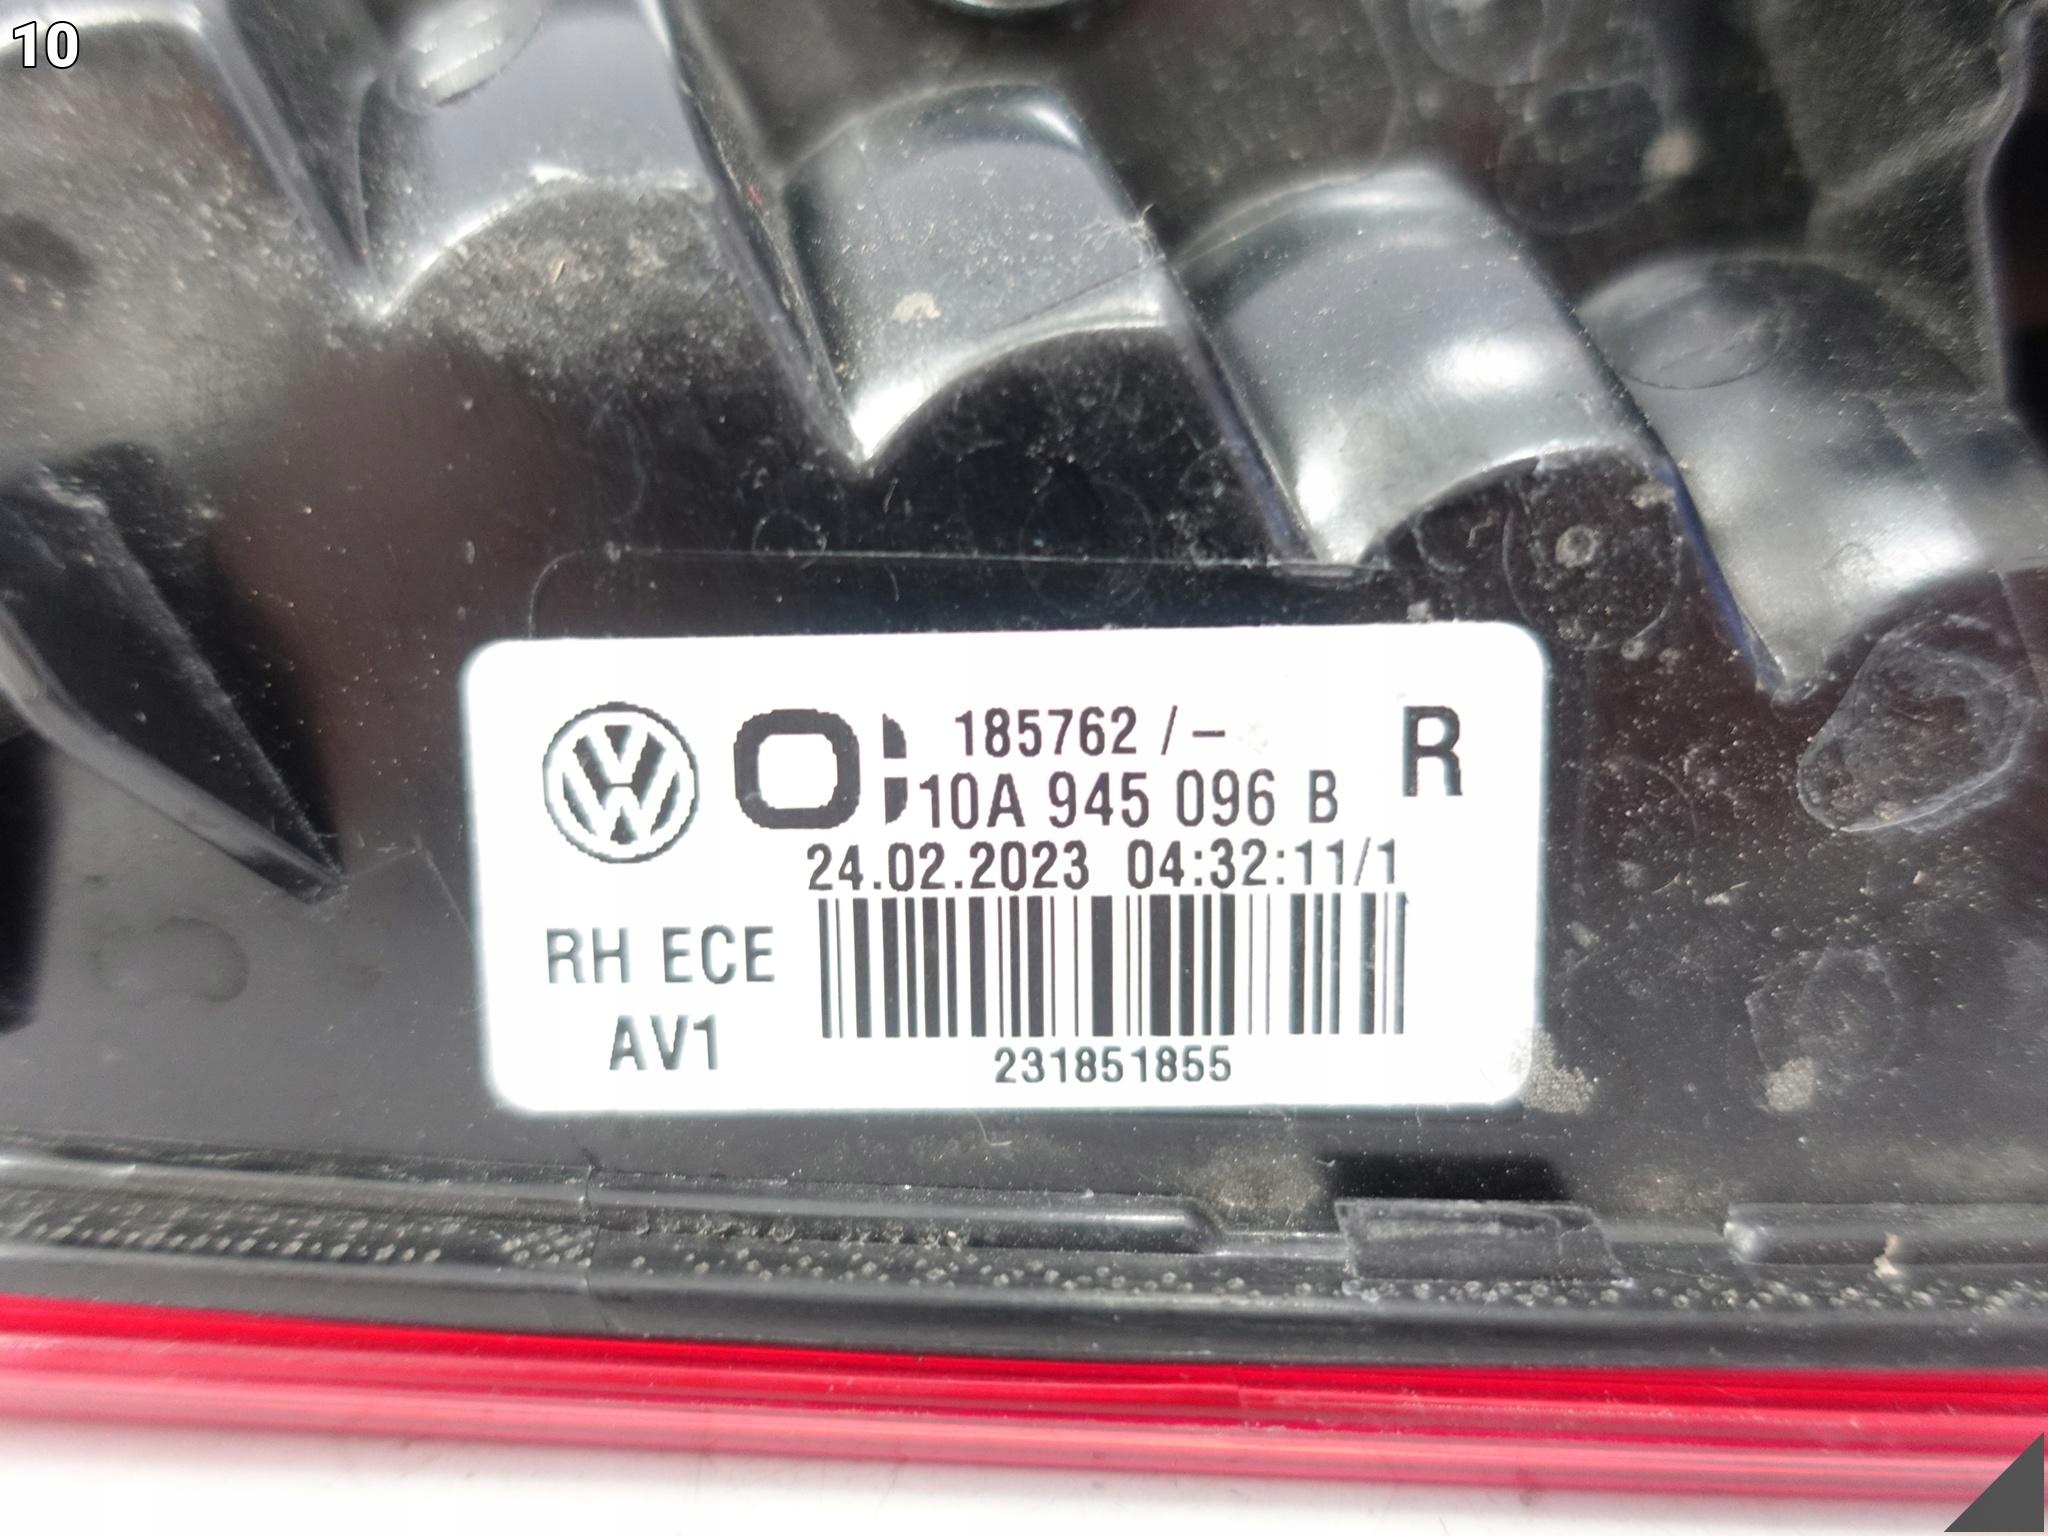 10
185762 / –
R
10A 945 096 B
24.02.2023 04:32:11/1
RH ECE
AV1
231851855